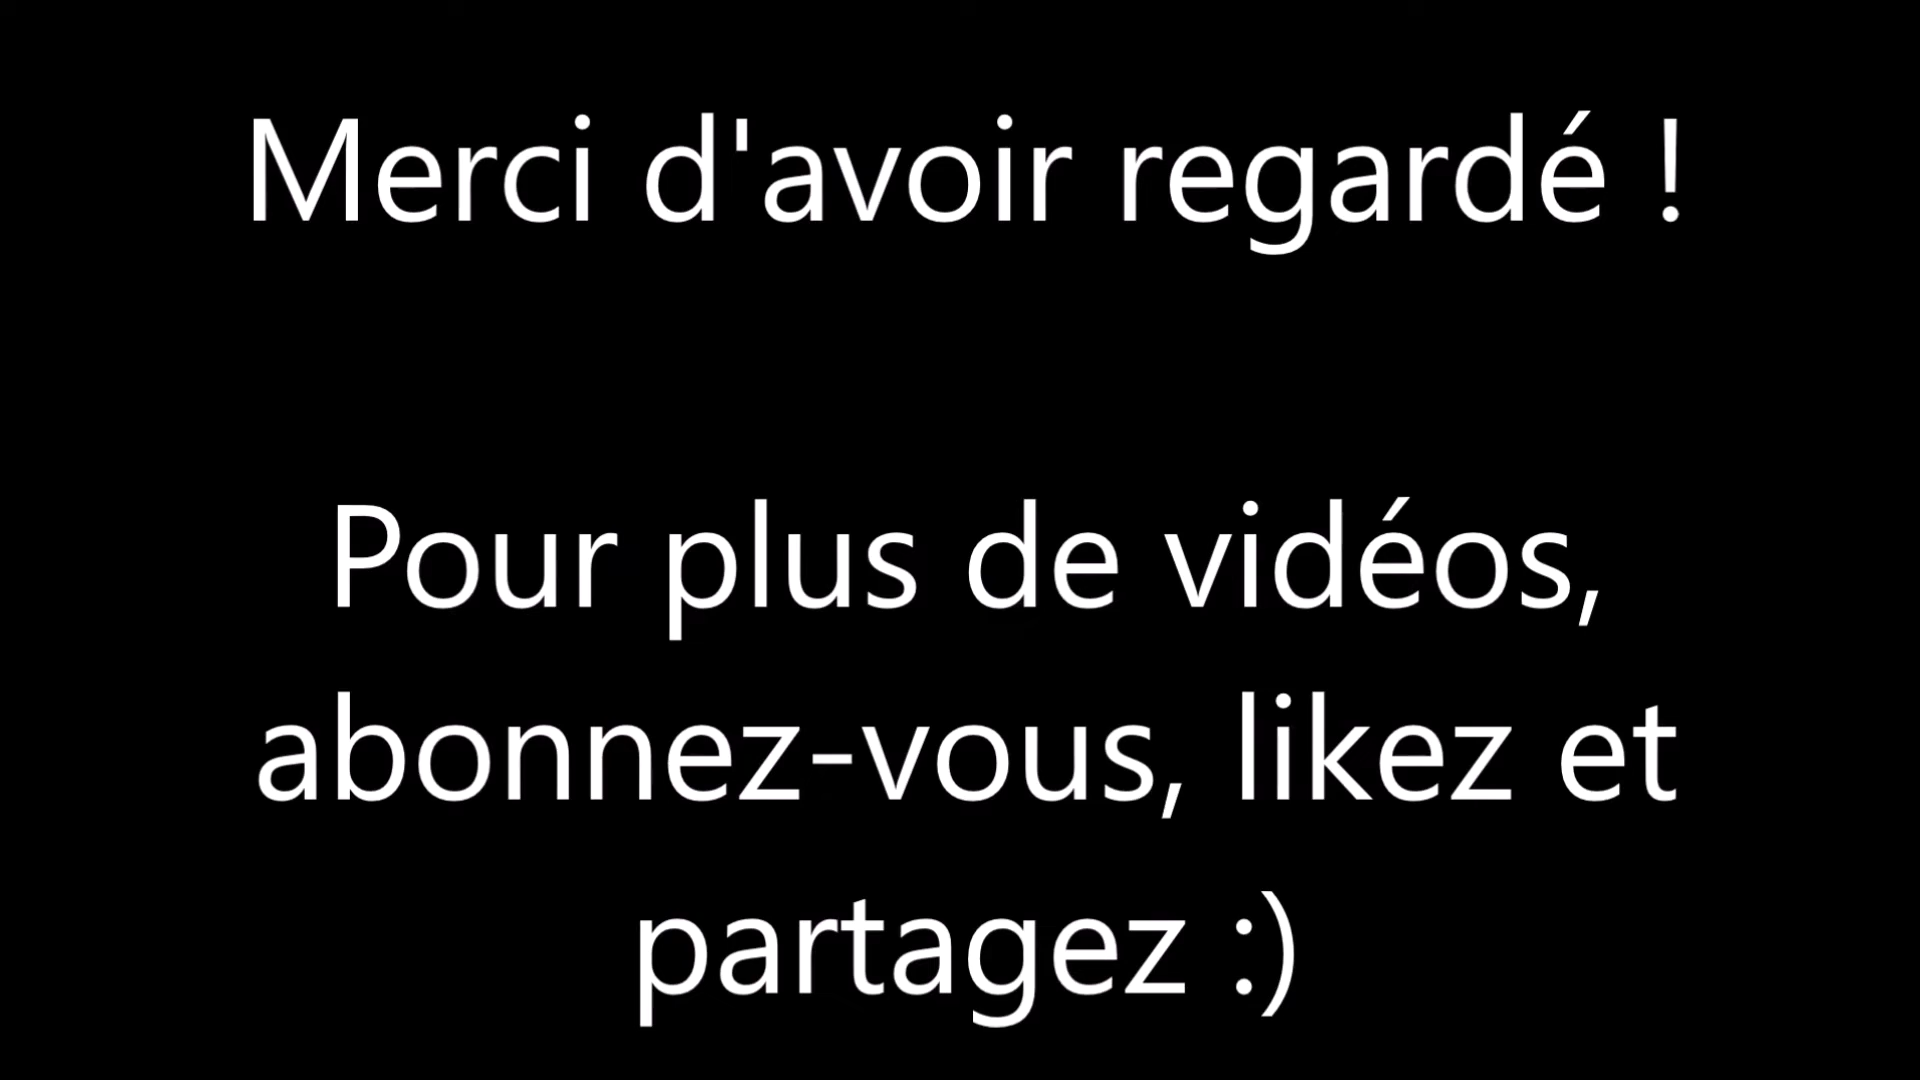 Merci d'avoir regardé !
Pour plus de vidéos,
abonnez-vous, likez et
partagez :)